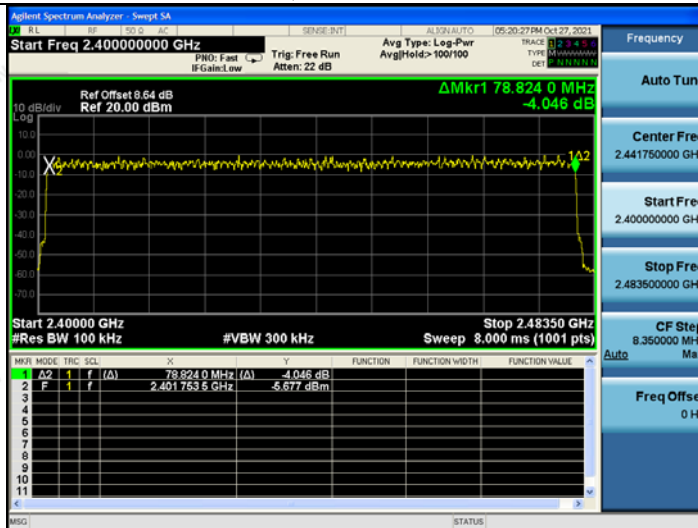 Agilent Spectrum Analyzer - Swept SA
RL RF 50 Ω AC SENSE:INT ALIGN AUTO 05:20:27 PM Oct 27, 2021
Start Freq 2.400000000 GHz
PNO: Fast
IFGain:Low
Trig: Free Run
Atten: 22 dB
Avg Type: Log-Pwr
Avg|Hold:> 100/100
TRACE 1 2 3 4 5 6
TYPE M
DET P N N N N N
Ref Offset 8.64 dB
Ref 20.00 dBm
ΔMkr1 78.824 0 MHz
-4.046 dB
10 dB/div
Log
10.0
0.00
-10.0
-20.0
-30.0
-40.0
-50.0
-60.0
-70.0
X2
1Δ2
Start 2.40000 GHz
Stop 2.48350 GHz
#Res BW 100 kHz
#VBW 300 kHz
Sweep 8.000 ms (1001 pts)
MKR MODE TRC SCL X Y FUNCTION FUNCTION WIDTH FUNCTION VALUE
1 Δ2 1 f (Δ) 78.824 0 MHz (Δ) -4.046 dB
2 F 1 f 2.401 753 5 GHz -5.677 dBm
3
4
5
6
7
8
9
10
11
MSG
STATUS
Frequency
Auto Tun
Center Fre
2.441750000 GH
Start Fre
2.400000000 GH
Stop Fre
2.483500000 GH
CF Step
8.350000 MH
Auto Ma
Freq Offse
0 H